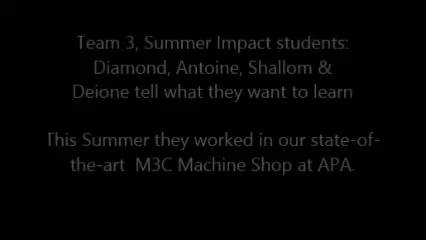 Team 3, Summer Impact students:
Diamond, Antoine, Shallom &
Deione tell what they want to learn
This Summer they worked in our state-of-
the-art M3C Machine Shop at APA.